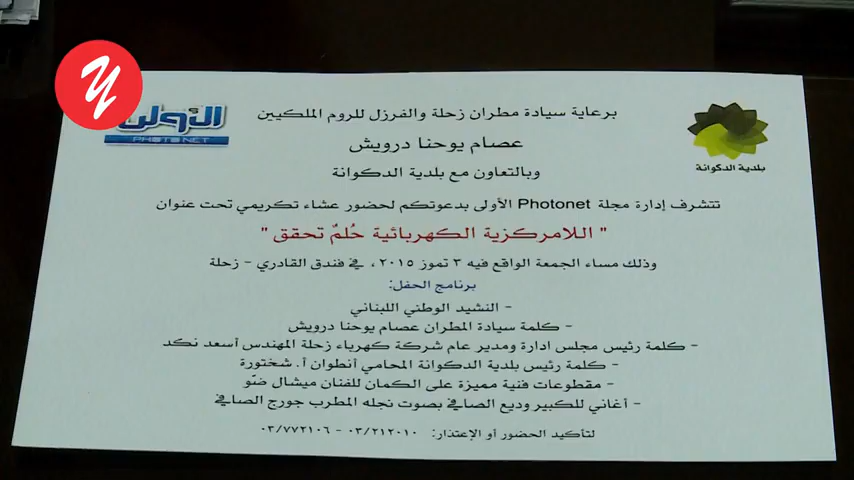 الأولى
PHOTONET
بلدية الدكوانة
برعاية سيادة مطران زحلة والفرزل للروم الملكيين
عصام يوحنا درويش
وبالتعاون مع بلدية الدكوانة
تتشرف إدارة مجلة Photonet الأولى بدعوتكم لحضور عشاء تكريمي تحت عنوان
" اللامركزية الكهربائية حُلمٌ تحقق "
وذلك مساء الجمعة الواقع فيه ٣ تموز ٢٠١٥ ، في فندق القادري - زحلة
برنامج الحفل:
- النشيد الوطني اللبناني
- كلمة سيادة المطران عصام يوحنا درويش
- كلمة رئيس مجلس ادارة ومدير عام شركة كهرباء زحلة المهندس أسعد نكد
- كلمة رئيس بلدية الدكوانة المحامي أنطوان أ. شختورة
- مقطوعات فنية مميزة على الكمان للفنان ميشال ضّو
- أغاني للكبير وديع الصافي بصوت نجله المطرب جورج الصافي
لتأكيد الحضور أو الإعتذار: ٠٣/٢١٢٠١٠ - ٠٣/٧٧٢١٠٦